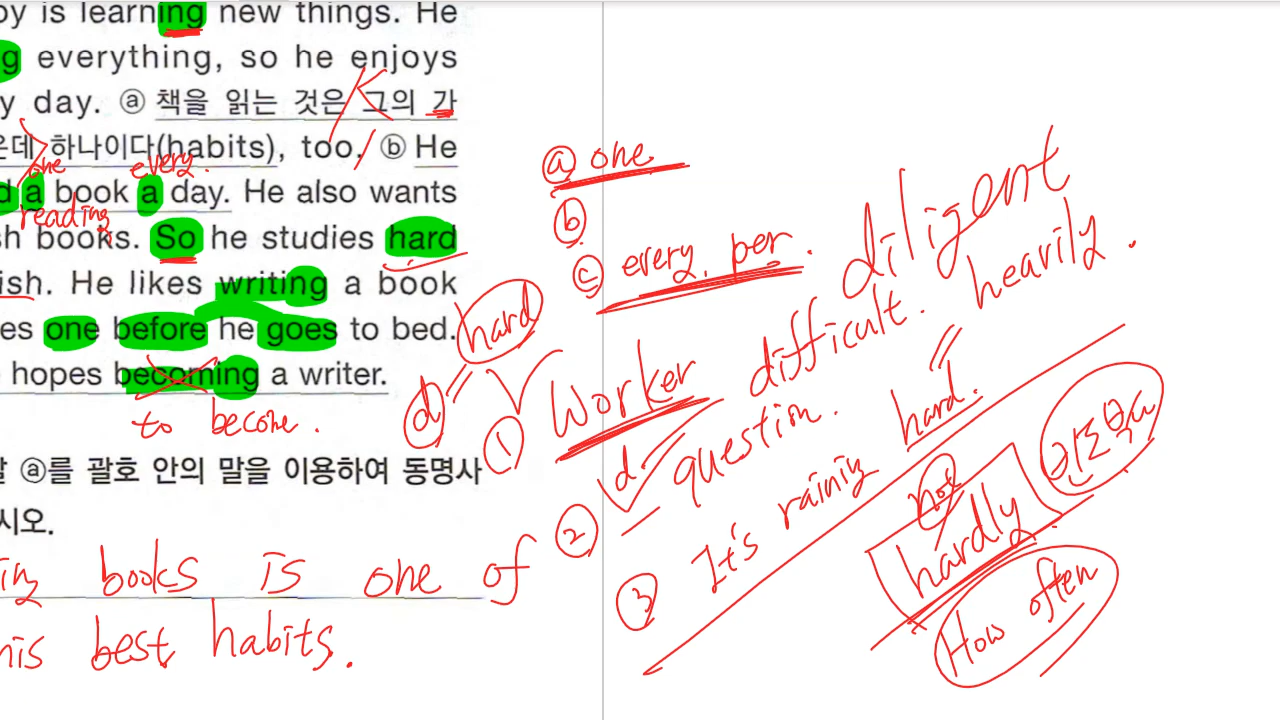 oy is learning new things. He
g everything, so he enjoys
y day. ⓐ 책을 읽는 것은 그의 간
운데 하나이다(habits), too, ⓑ He
one every
d a book a day. He also wants
reading
sh books. So he studies hard
ish. He likes writing a book
es one before he goes to bed.
hopes becoming a writer.
to become.
말 ⓐ를 괄호 안의 말을 이용하여 동명사
시오.
ing books is one of
his best habits.
ⓐ one
ⓑ
ⓒ every. per.
ⓓ hard
① Worker diligent
② d question. difficult.
③ It's rainig hard. heavily.
not
hardly
How often